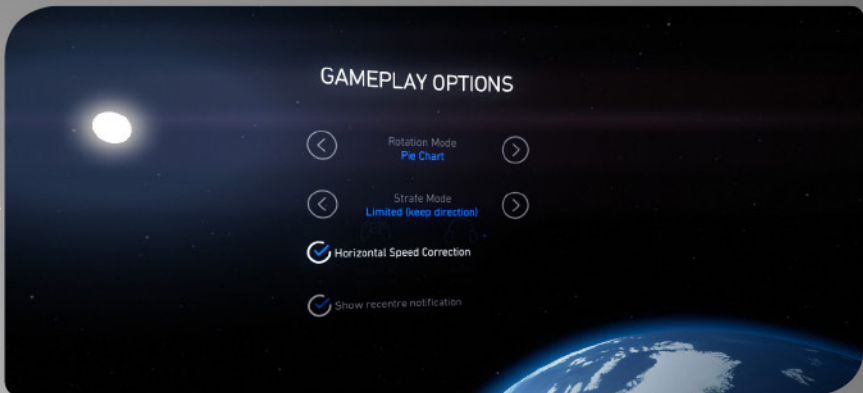 GAMEPLAY OPTIONS
Rotation Mode
Pie Chart
Strafe Mode
Limited (keep direction)
Horizontal Speed Correction
Show recentre notification